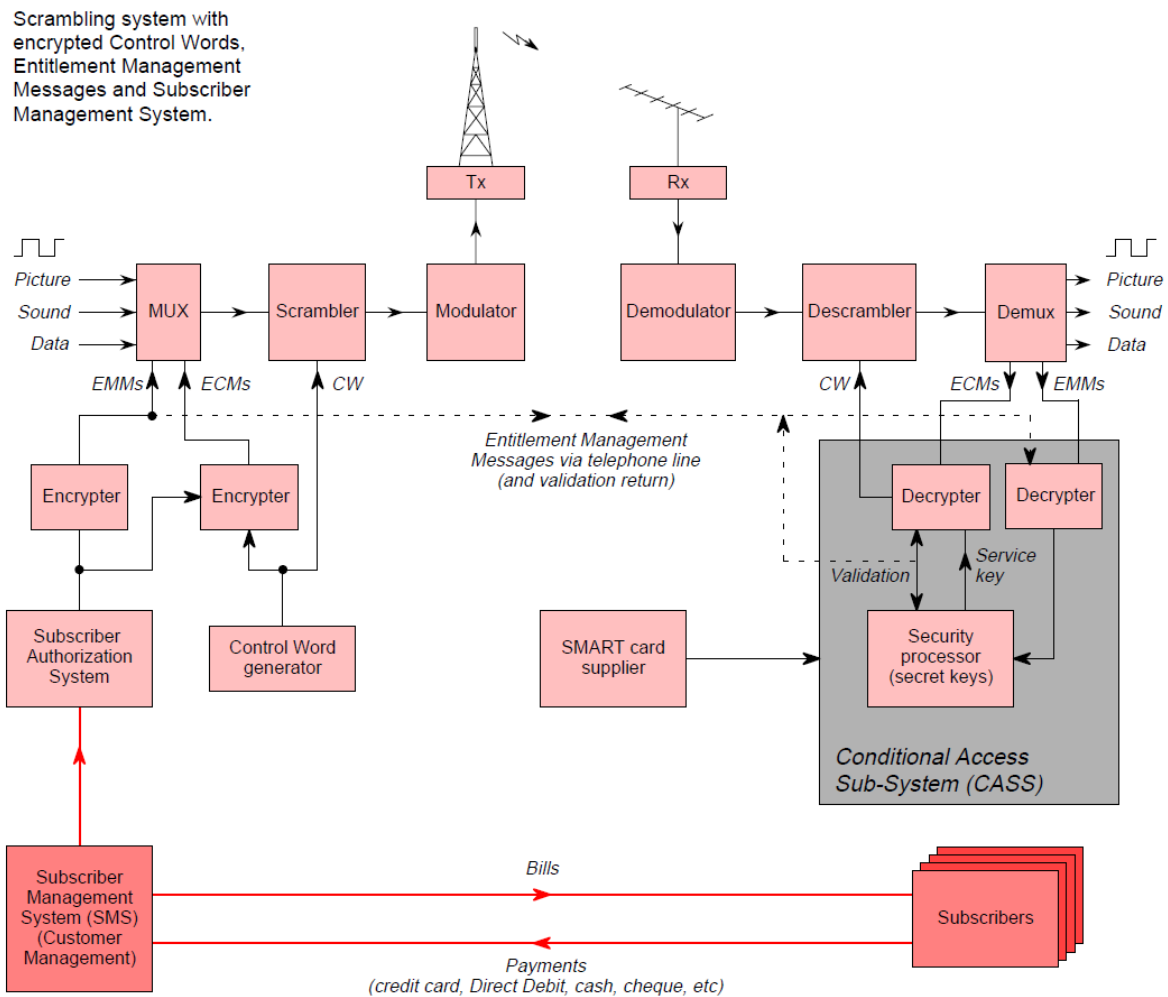 Scrambling system with
encrypted Control Words,
Entitlement Management
Messages and Subscriber
Management System.
Tx
Rx
Picture
Sound
Data
MUX
Scrambler
Modulator
Demodulator
Descrambler
Demux
Picture
Sound
Data
EMMs
ECMs
CW
CW
ECMs
EMMs
Entitlement Management
Messages via telephone line
(and validation return)
Encrypter
Encrypter
Decrypter
Decrypter
Validation
Service
key
Subscriber
Authorization
System
Control Word
generator
SMART card
supplier
Security
processor
(secret keys)
Conditional Access
Sub-System (CASS)
Subscriber
Management
System (SMS)
(Customer
Management)
Bills
Subscribers
Payments
(credit card, Direct Debit, cash, cheque, etc)